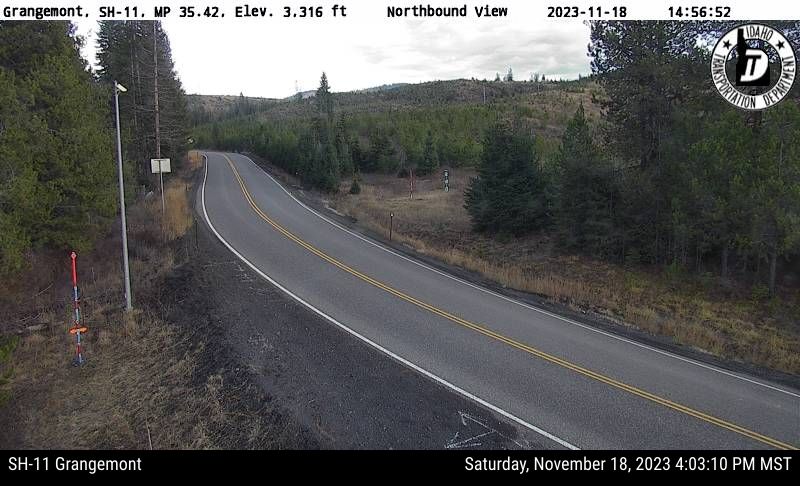 Grangemont, SH-11, MP 35.42, Elev. 3,316 ft Northbound View 2023-11-18 14:56:52
IDAHO
TRANSPORTATION DEPARTMENT
SH-11 Grangemont Saturday, November 18, 2023 4:03:10 PM MST